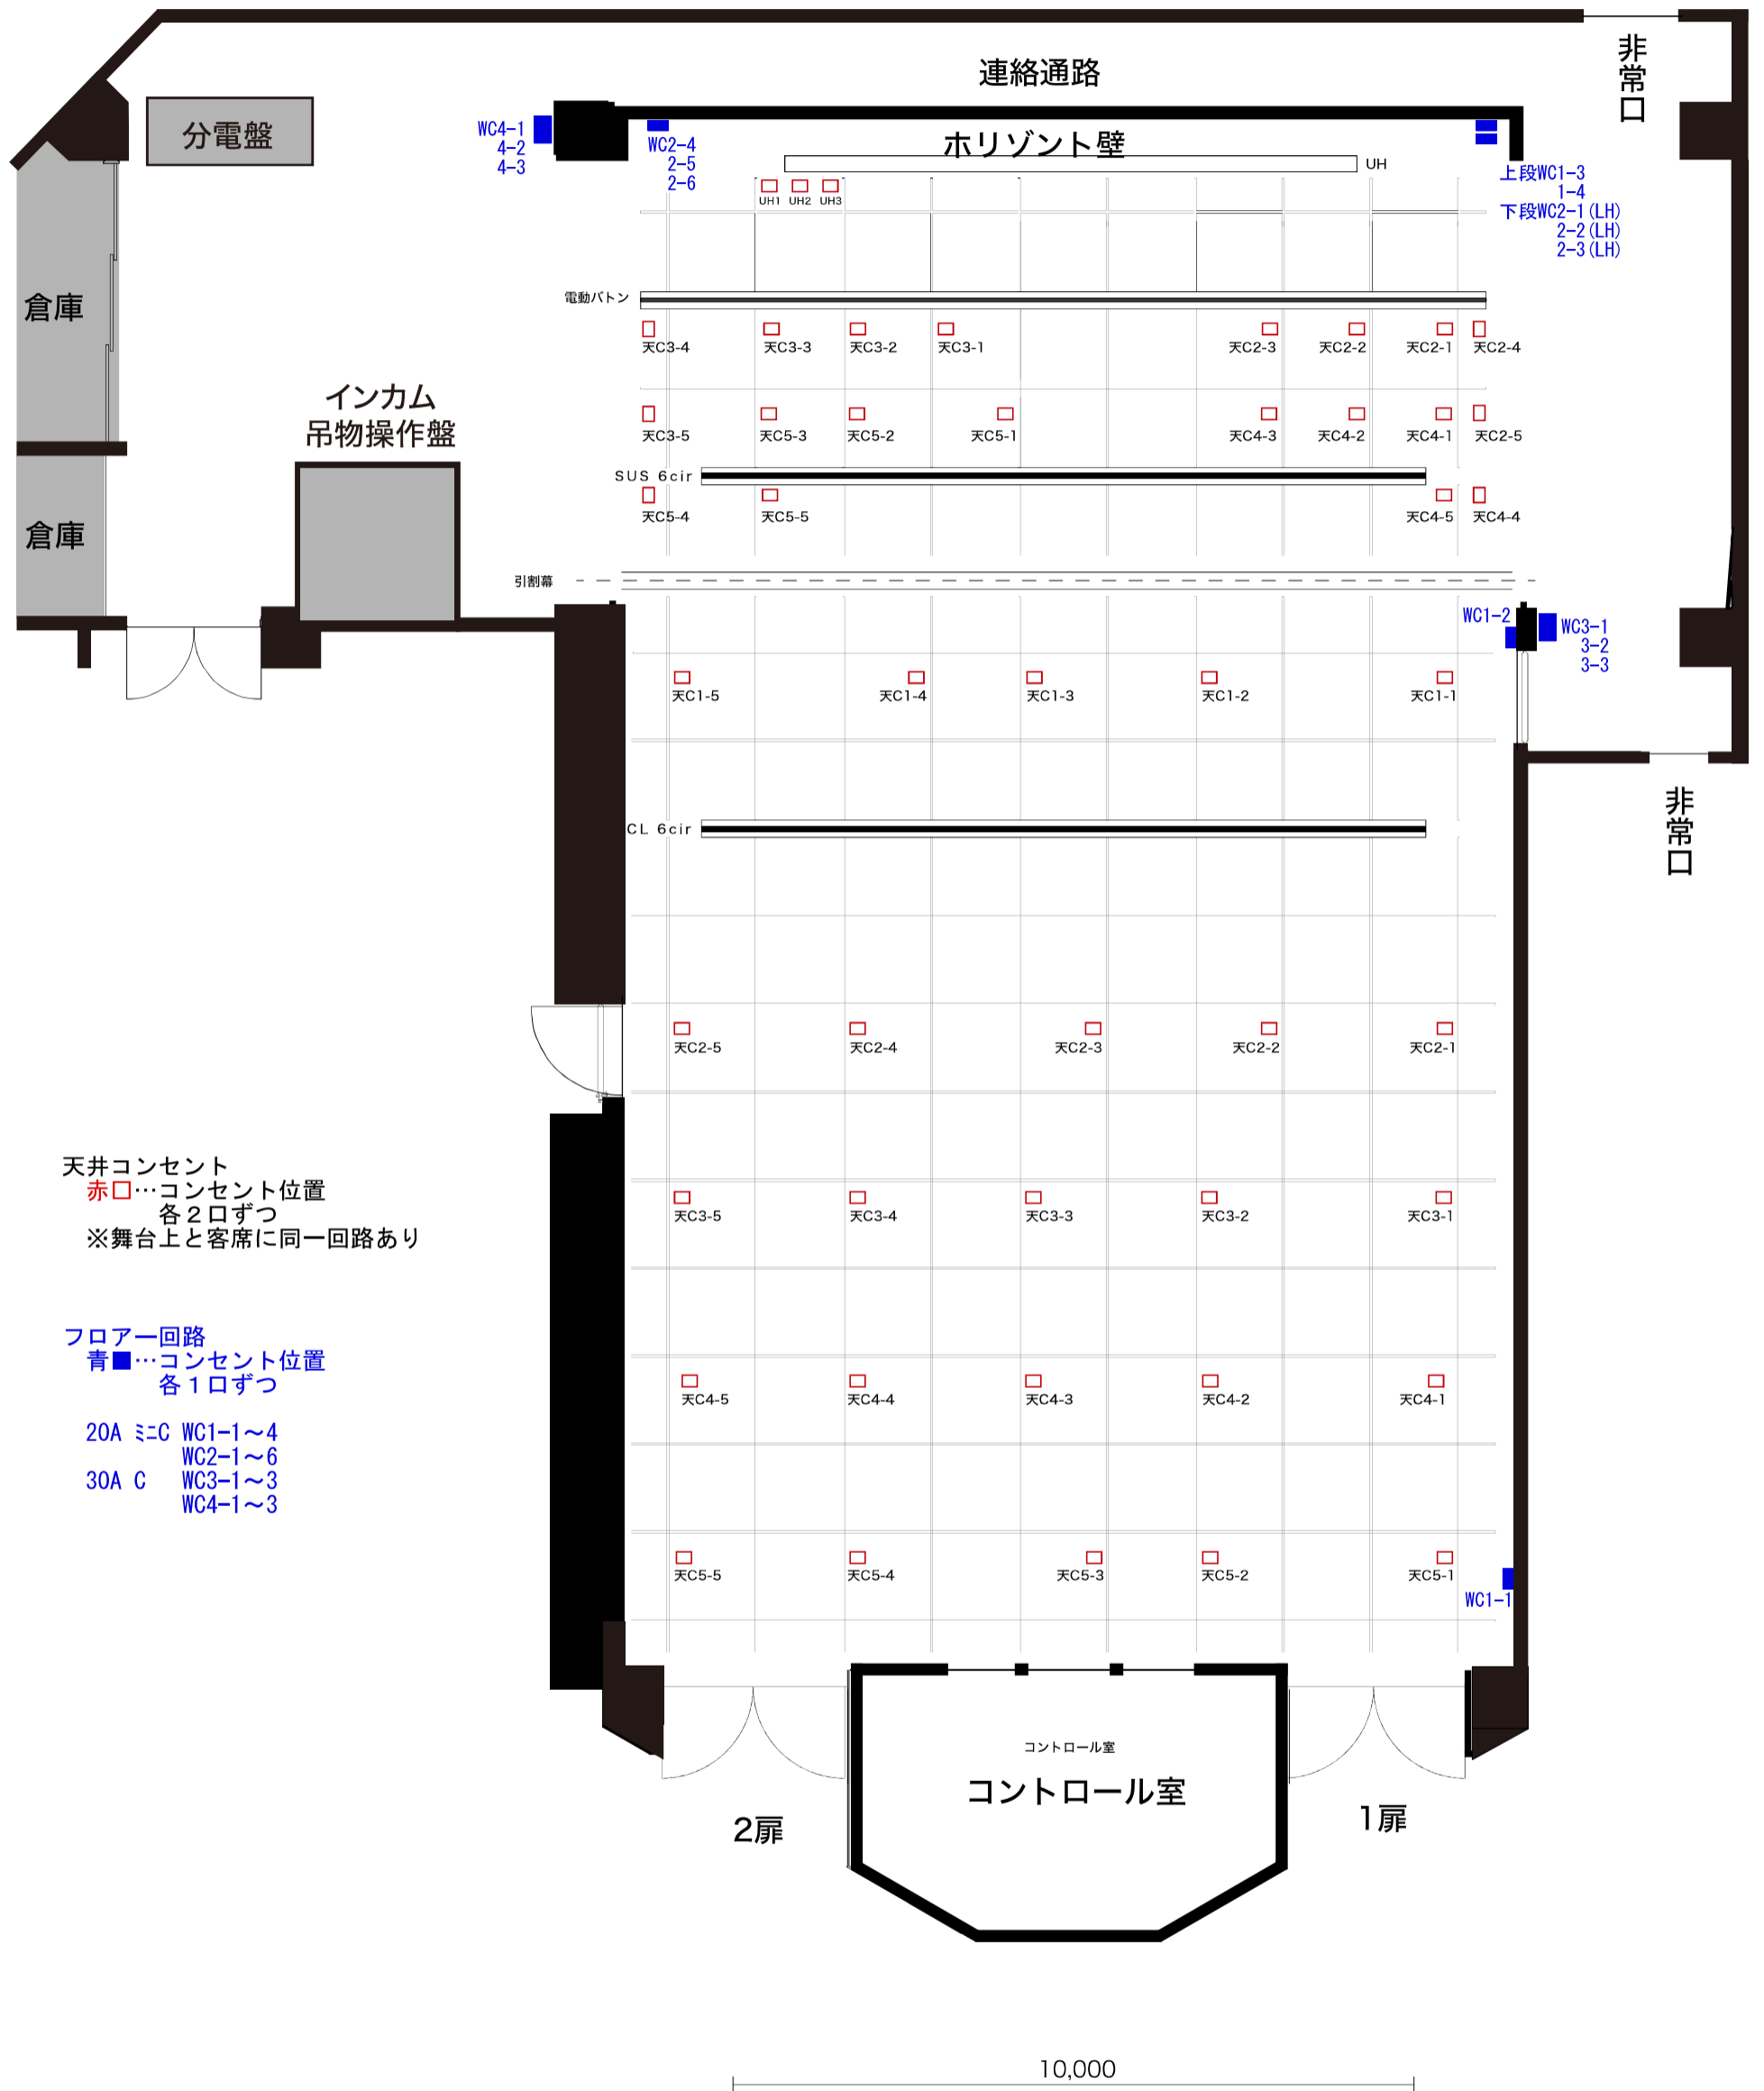 非常口
連絡通路
分電盤
WC4-1
4-2
4-3
WC2-4
2-5
2-6
ホリゾント壁
UH
上段WC1-3
1-4
下段WC2-1(LH)
2-2(LH)
2-3(LH)
UH1 UH2 UH3
電動バトン
倉庫
天C3-4 天C3-3 天C3-2 天C3-1 天C2-3 天C2-2 天C2-1 天C2-4
インカム
吊物操作盤
天C3-5 天C5-3 天C5-2 天C5-1 天C4-3 天C4-2 天C4-1 天C2-5
SUS 6cir
天C5-4 天C5-5 天C4-5 天C4-4
倉庫
引割幕
WC1-2
WC3-1
3-2
3-3
天C1-5 天C1-4 天C1-3 天C1-2 天C1-1
非常口
CL 6cir
天C2-5 天C2-4 天C2-3 天C2-2 天C2-1
天井コンセント
赤□…コンセント位置
各2口ずつ
※舞台上と客席に同一回路あり
天C3-5 天C3-4 天C3-3 天C3-2 天C3-1
フロアー回路
青■…コンセント位置
各1口ずつ
20A ﾐﾆC WC1-1～4
WC2-1～6
30A C WC3-1～3
WC4-1～3
天C4-5 天C4-4 天C4-3 天C4-2 天C4-1
天C5-5 天C5-4 天C5-3 天C5-2 天C5-1
WC1-1
コントロール室
コントロール室
2扉
1扉
10,000